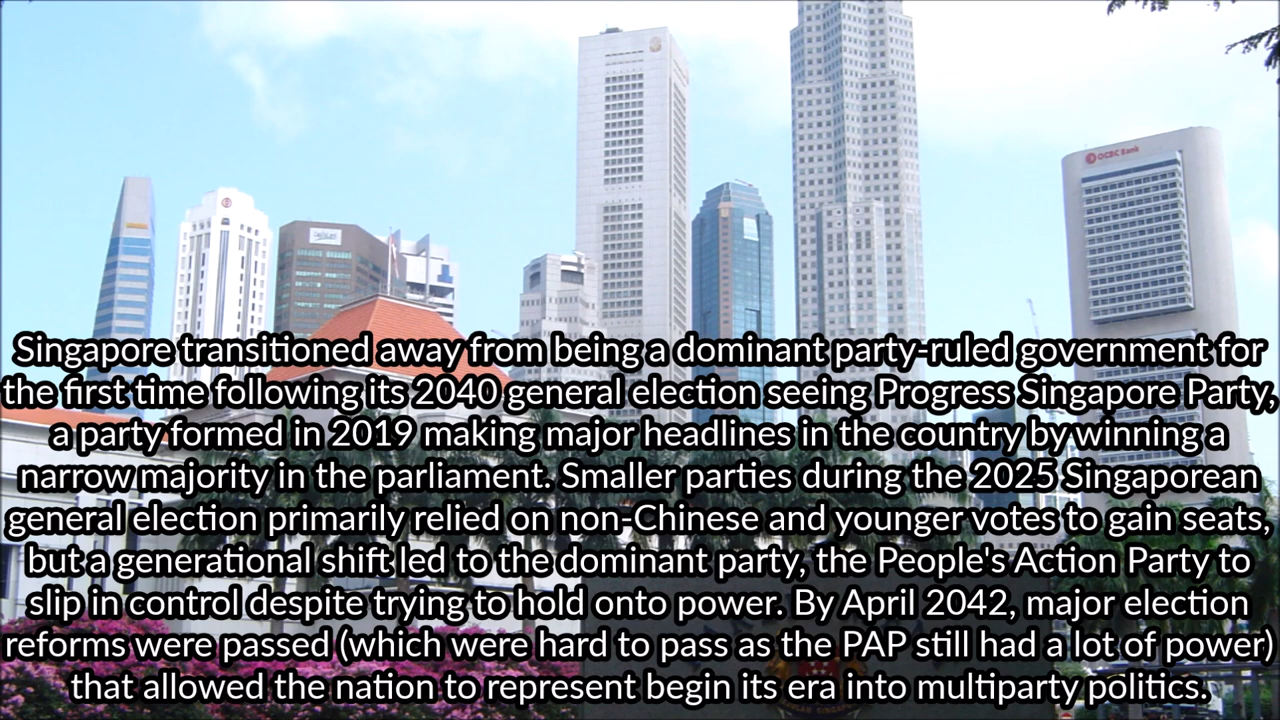 OCBC Bank
Singapore transitioned away from being a dominant party-ruled government for
the first time following its 2040 general election seeing Progress Singapore Party,
a party formed in 2019 making major headlines in the country by winning a
narrow majority in the parliament. Smaller parties during the 2025 Singaporean
general election primarily relied on non-Chinese and younger votes to gain seats,
but a generational shift led to the dominant party, the People's Action Party to
slip in control despite trying to hold onto power. By April 2042, major election
reforms were passed (which were hard to pass as the PAP still had a lot of power)
that allowed the nation to represent begin its era into multiparty politics.